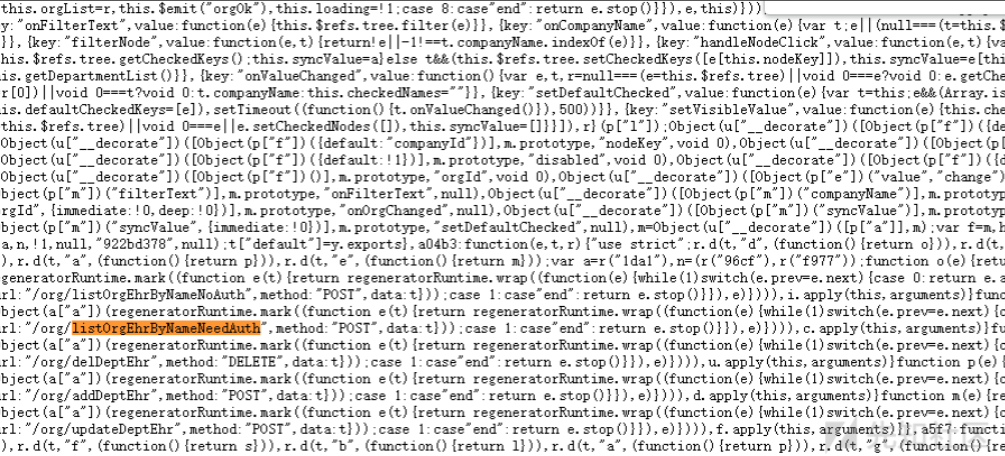 this.orgList=r,this.$emit("orgOk"),this.loading=!1;case 8:case"end":return e.stop()}}),e,this)})))
y:"onFilterText",value:function(e){this.$refs.tree.filter(e)}},{key:"onCompanyName",value:function(e){var t;e||(null===(t=this.
}},{key:"filterNode",value:function(e,t){return!e||-1!==t.companyName.indexOf(e)}},{key:"handleNodeClick",value:function(e,t){v
his.$refs.tree.getCheckedKeys();this.syncValue=a}else t&&(this.$refs.tree.setCheckedKeys([e[this.nodeKey]]),this.syncValue=e[th
is.getDepartmentList()}},{key:"onValueChanged",value:function(){var e,t,r=null===(e=this.$refs.tree)||void 0===e?void 0:e.getCh
r[0])||void 0===t?void 0:t.companyName:this.checkedNames=""}},{key:"setDefaultChecked",value:function(e){var t=this;e&&(Array.is
is.defaultCheckedKeys=[e]),setTimeout((function(){t.onValueChanged()}),500))}},{key:"setVisibleValue",value:function(e){this.che
this.$refs.tree)||void 0===e||e.setCheckedNodes([]),this.syncValue=[]}}]),r}(p["l"]);Object(u["__decorate"])([Object(p["f"])({d
Object(u["__decorate"])([Object(p["f"])({default:"companyId"})],m.prototype,"nodeKey",void 0),Object(u["__decorate"])([Object(p
Object(u["__decorate"])([Object(p["f"])({default:!1})],m.prototype,"disabled",void 0),Object(u["__decorate"])([Object(p["f"])({
Object(u["__decorate"])([Object(p["f"])()],m.prototype,"orgId",void 0),Object(u["__decorate"])([Object(p["e"])("value","change")
bject(p["m"])("filterText")],m.prototype,"onFilterText",null),Object(u["__decorate"])([Object(p["m"])("companyName")],m.prototy
rgId",{immediate:!0,deep:!0})],m.prototype,"onOrgChanged",null),Object(u["__decorate"])([Object(p["m"])("syncValue")],m.prototyp
bject(p["m"])("syncValue",{immediate:!0})],m.prototype,"setDefaultChecked",null),m=Object(u["__decorate"])([p["a"]],m);var f=m,h
a,n,!1,null,"922bd378",null);t["default"]=y.exports},a04b3:function(e,t,r){"use strict";r.d(t,"d",(function(){return o})),r.d(t
),r.d(t,"a",(function(){return p})),r.d(t,"e",(function(){return m}));var a=r("1da1"),n=(r("96cf"),r("f977"));function o(e){retu
egeneratorRuntime.mark((function e(t){return regeneratorRuntime.wrap((function(e){while(1)switch(e.prev=e.next){case 0:return e.a
rl:"/org/listOrgEhrByNameNoAuth",method:"POST",data:t}));case 1:case"end":return e.stop()}}),e)}))),i.apply(this,arguments)}funct
bject(a["a"])(regeneratorRuntime.mark((function e(t){return regeneratorRuntime.wrap((function(e){while(1)switch(e.prev=e.next){c
rl:"/org/listOrgEhrByNameNeedAuth",method:"POST",data:t}));case 1:case"end":return e.stop()}}),e)}))),c.apply(this,arguments)}fu
bject(a["a"])(regeneratorRuntime.mark((function e(t){return regeneratorRuntime.wrap((function(e){while(1)switch(e.prev=e.next){c
rl:"/org/delDeptEhr",method:"DELETE",data:t}));case 1:case"end":return e.stop()}}),e)}))),u.apply(this,arguments)}function p(e){
bject(a["a"])(regeneratorRuntime.mark((function e(t){return regeneratorRuntime.wrap((function(e){while(1)switch(e.prev=e.next){c
rl:"/org/addDeptEhr",method:"POST",data:t}));case 1:case"end":return e.stop()}}),e)}))),d.apply(this,arguments)}function m(e){re
bject(a["a"])(regeneratorRuntime.mark((function e(t){return regeneratorRuntime.wrap((function(e){while(1)switch(e.prev=e.next){c
rl:"/org/updateDeptEhr",method:"POST",data:t}));case 1:case"end":return e.stop()}}),e)}))),f.apply(this,arguments)}},a5f7:functi
),r.d(t,"f",(function(){return s})),r.d(t,"b",(function(){return l})),r.d(t,"a",(function(){return p})),r.d(t,"g",(function(){t